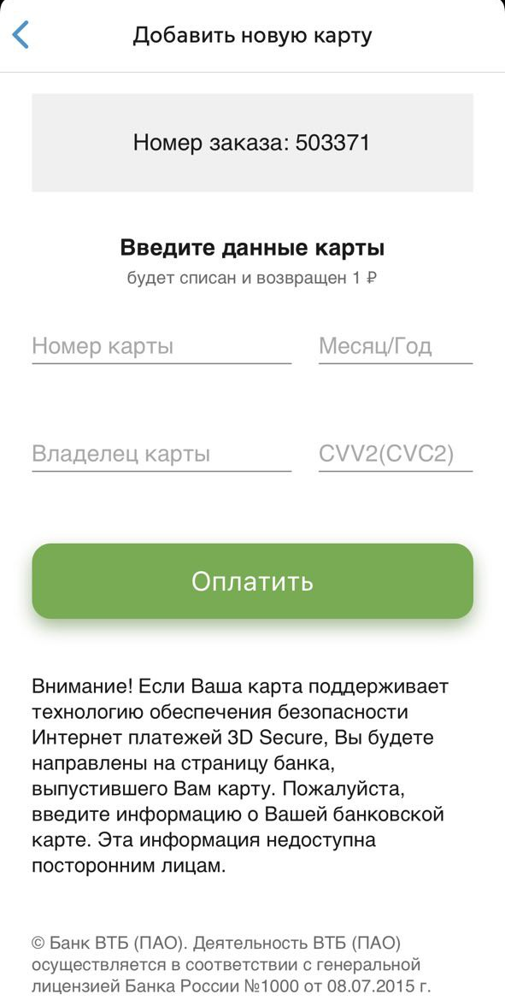 Добавить новую карту
Номер заказа: 503371
Введите данные карты
будет списан и возвращен 1 ₽
Номер карты Месяц/Год
Владелец карты CVV2(CVC2)
Оплатить
Внимание! Если Ваша карта поддерживает
технологию обеспечения безопасности
Интернет платежей 3D Secure, Вы будете
направлены на страницу банка,
выпустившего Вам карту. Пожалуйста,
введите информацию о Вашей банковской
карте. Эта информация недоступна
посторонним лицам.
© Банк ВТБ (ПАО). Деятельность ВТБ (ПАО)
осуществляется в соответствии с генеральной
лицензией Банка России №1000 от 08.07.2015 г.